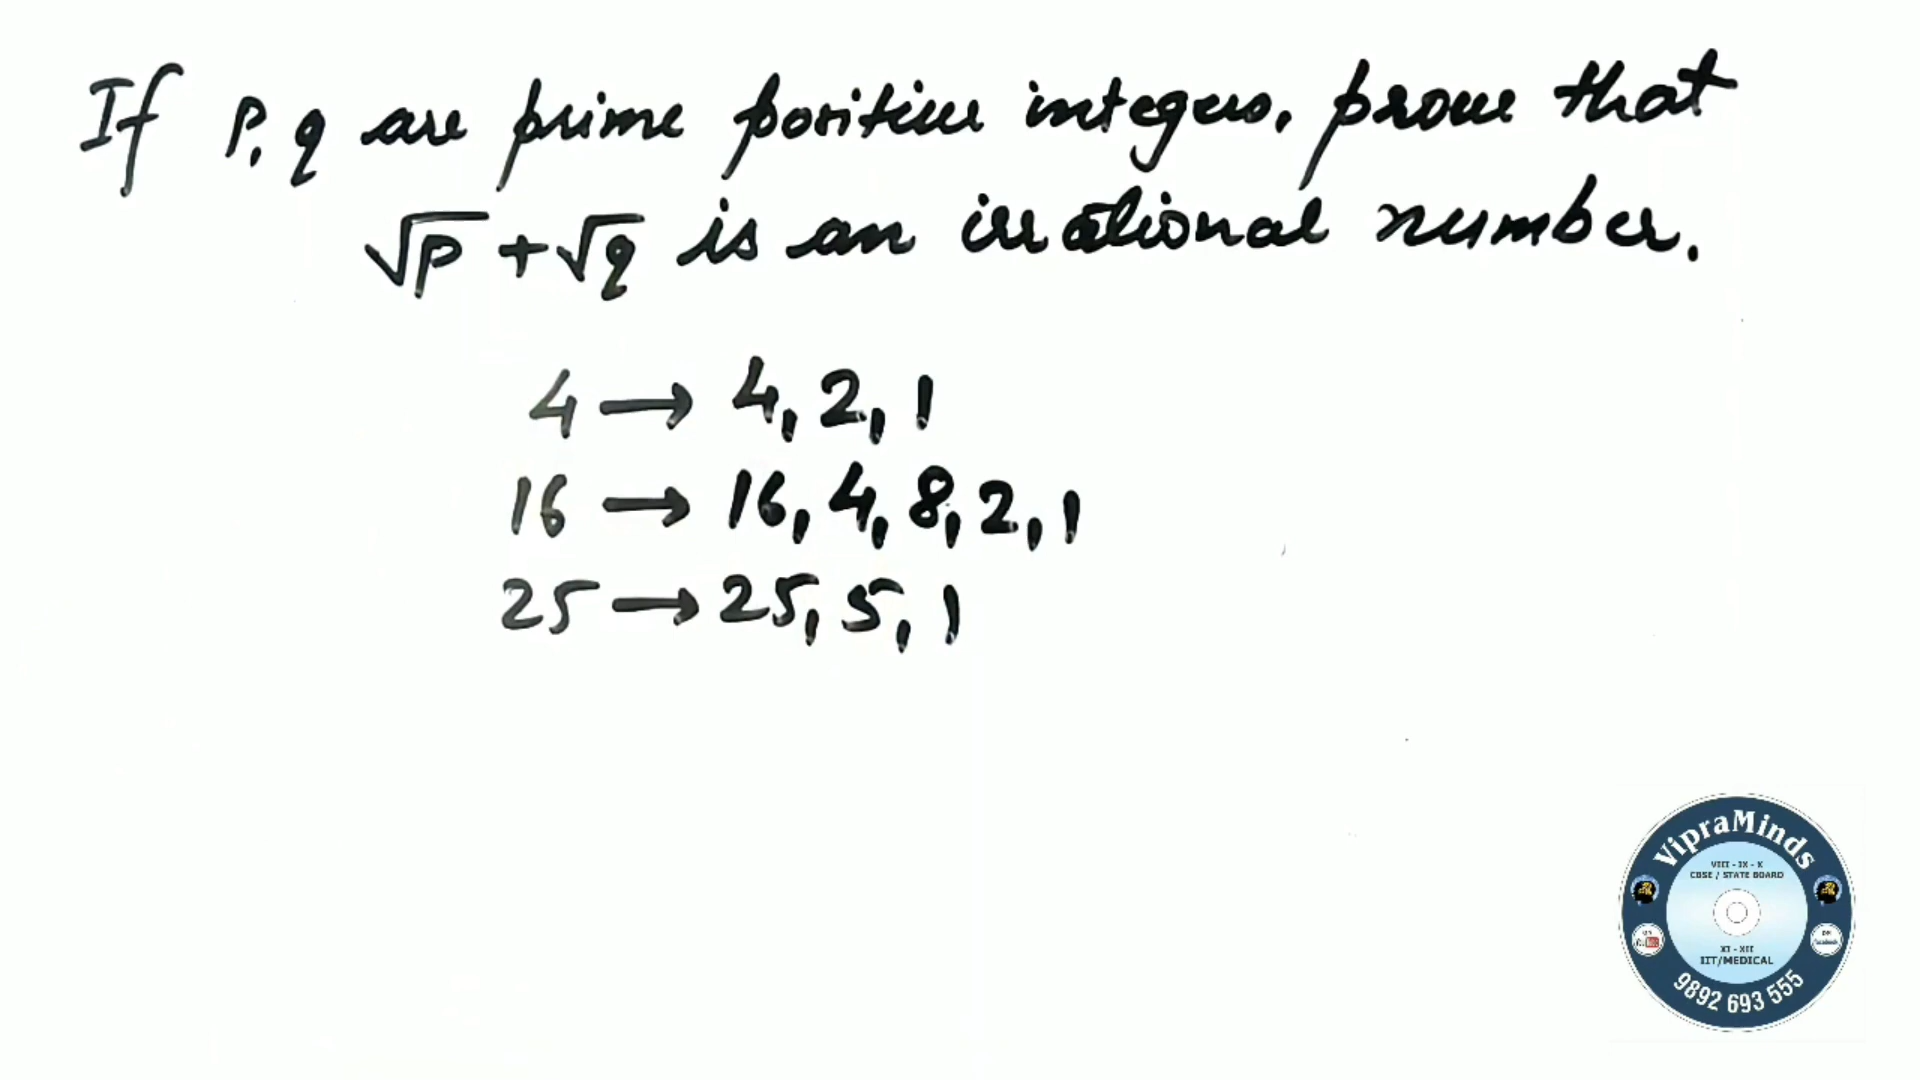 If p, q are prime positive integers, prove that
√p + √q is an irrational number.
4 → 4, 2, 1
16 → 16, 4, 8, 2, 1
25 → 25, 5, 1
VipraMinds
VIII - IX - X
CBSE / STATE BOARD
XI - XII
IIT/MEDICAL
9892 693 555